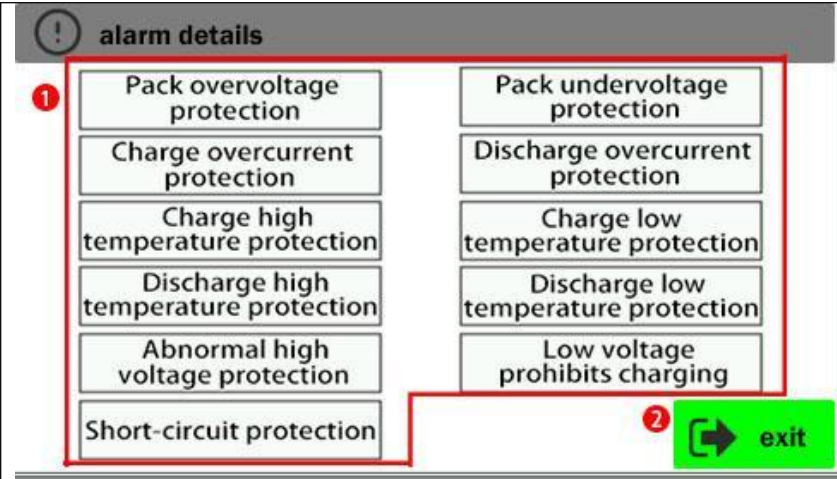 alarm details
1
Pack overvoltage
protection
Pack undervoltage
protection
Charge overcurrent
protection
Discharge overcurrent
protection
Charge high
temperature protection
Charge low
temperature protection
Discharge high
temperature protection
Discharge low
temperature protection
Abnormal high
voltage protection
Low voltage
prohibits charging
Short-circuit protection
2
exit